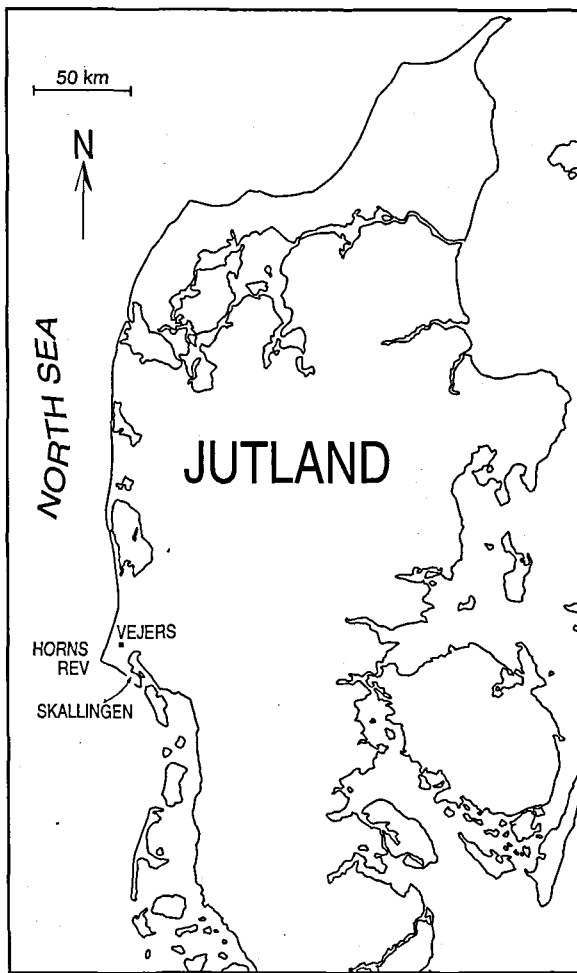 50 km
N
NORTH SEA
JUTLAND
VEJERS
HORNS
REV
SKALLINGEN